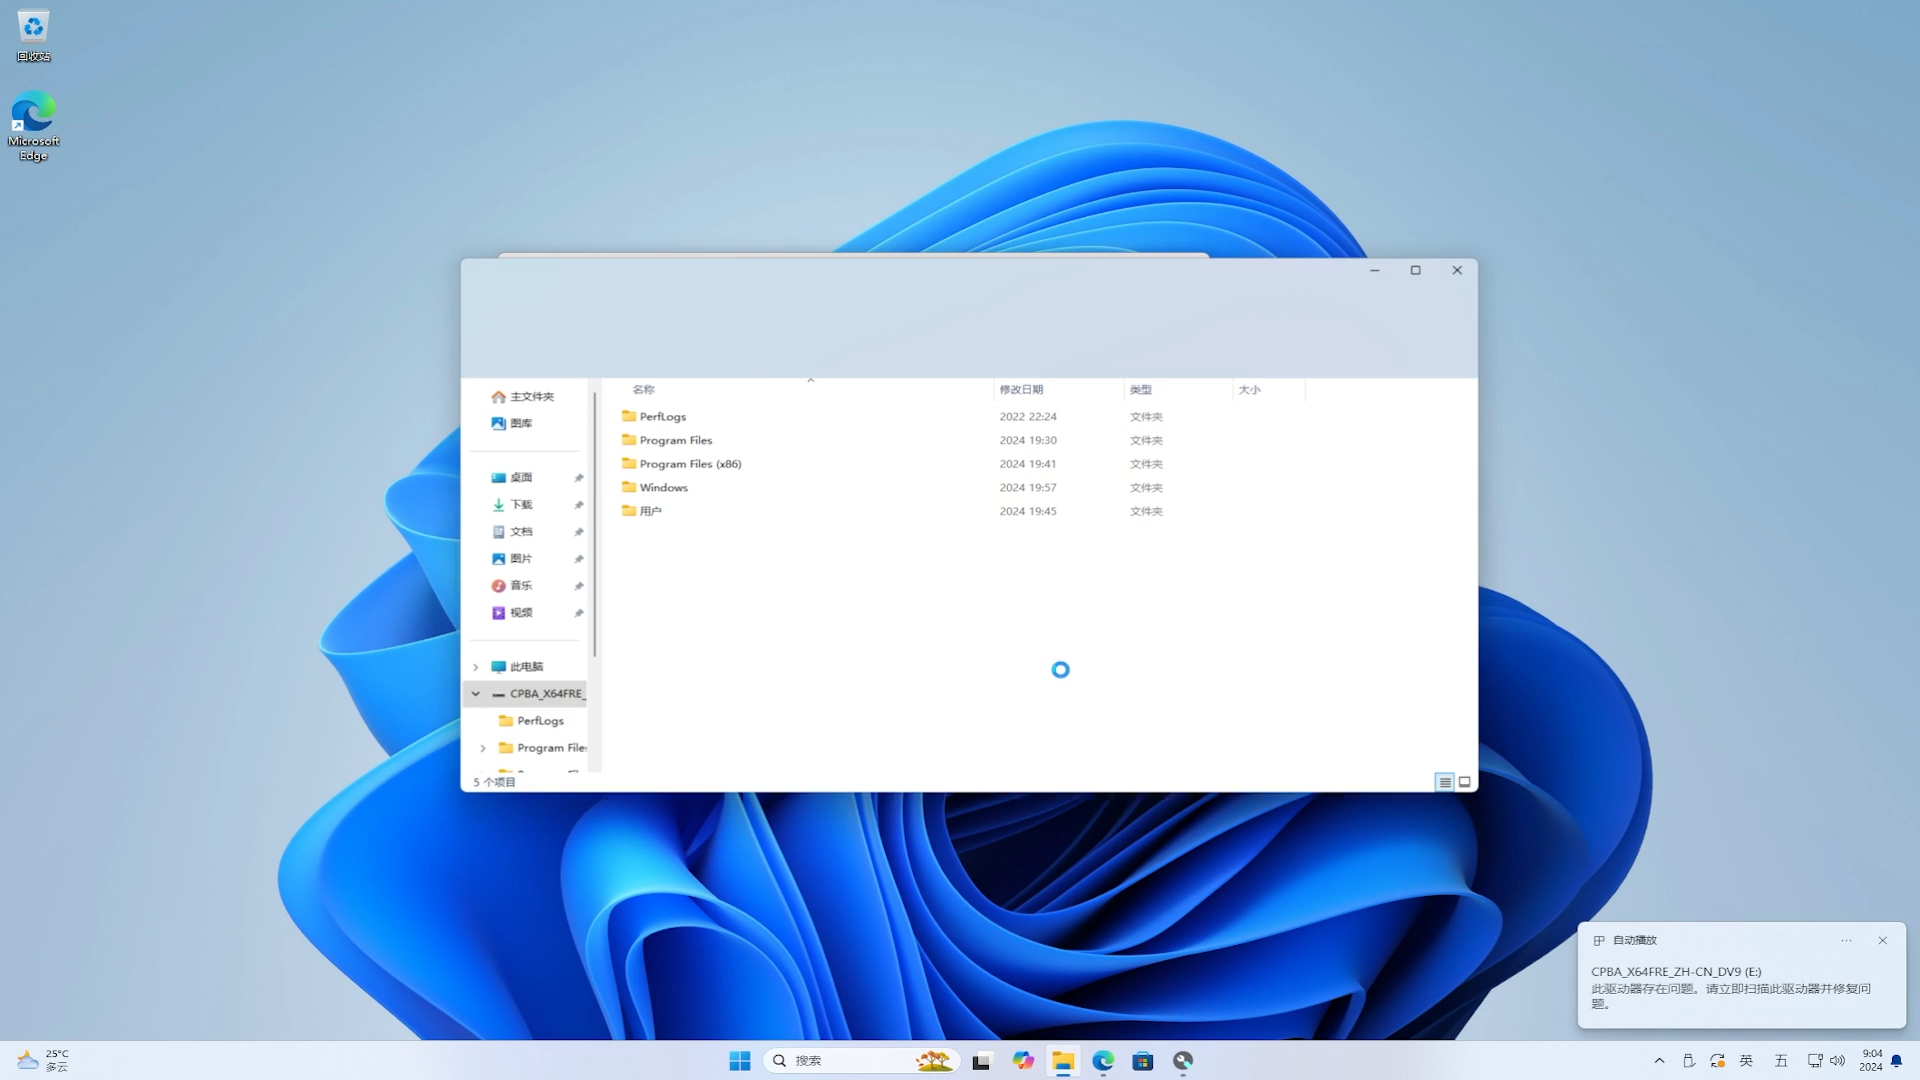 回收站
Microsoft
Edge
名称 修改日期 类型 大小
主文件夹
图库
桌面
下载
文档
图片
音乐
视频
此电脑
CPBA_X64FRE_
PerfLogs
Program Files
PerfLogs 2022 22:24 文件夹
Program Files 2024 19:30 文件夹
Program Files (x86) 2024 19:41 文件夹
Windows 2024 19:57 文件夹
用户 2024 19:45 文件夹
5 个项目
自动播放
CPBA_X64FRE_ZH-CN_DV9 (E:)
此驱动器存在问题。请立即扫描此驱动器并修复问
题。
25°C
多云
搜索
英 五
9:04
2024